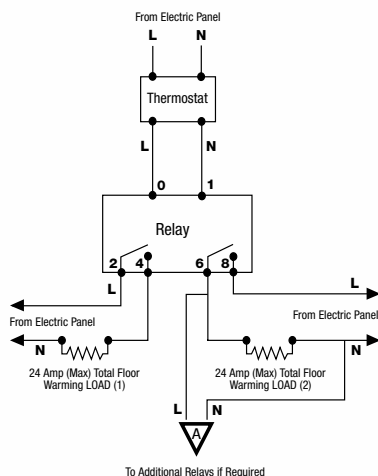 From Electric Panel
L N
Thermostat
L N
0 1
Relay
2 4 6 8
L L
From Electric Panel From Electric Panel
N N
24 Amp (Max) Total Floor
Warming LOAD (1)
24 Amp (Max) Total Floor
Warming LOAD (2)
L N
A
To Additional Relays if Required